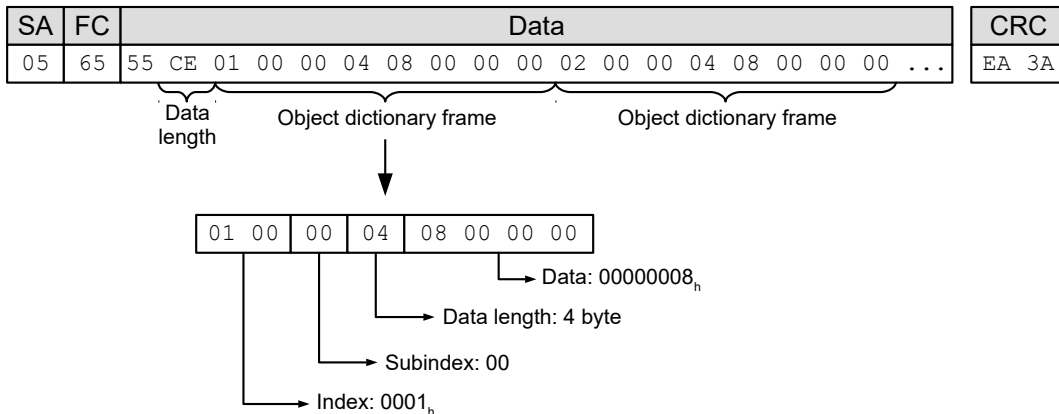 SA FC Data CRC
05 65 55 CE 01 00 00 04 08 00 00 00 02 00 00 04 08 00 00 00 ... EA 3A
Data length
Object dictionary frame
Object dictionary frame
01 00 00 04 08 00 00 00
Data: 00000008h
Data length: 4 byte
Subindex: 00
Index: 0001h